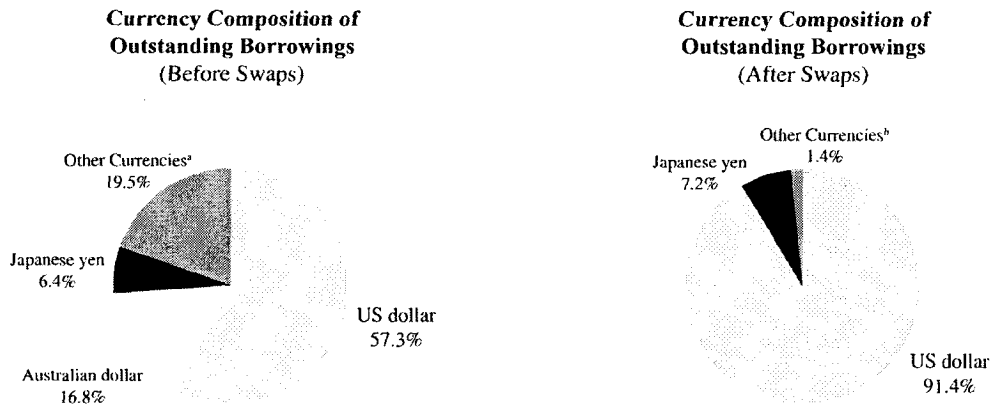 Currency Composition of
Outstanding Borrowings
(Before Swaps)
Other Currenciesᵃ
19.5%
Japanese yen
6.4%
US dollar
57.3%
Australian dollar
16.8%
Currency Composition of
Outstanding Borrowings
(After Swaps)
Other Currenciesᵇ
1.4%
Japanese yen
7.2%
US dollar
91.4%